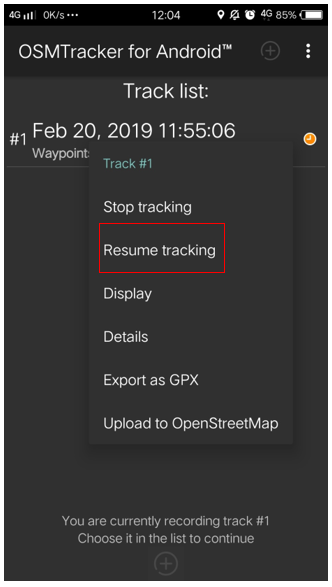 4G 0K/s 12:04 4G 85%
OSMTracker for Android™
Track list:
#1 Feb 20, 2019 11:55:06
Waypoints
Track #1
Stop tracking
Resume tracking
Display
Details
Export as GPX
Upload to OpenStreetMap
You are currently recording track #1
Choose it in the list to continue